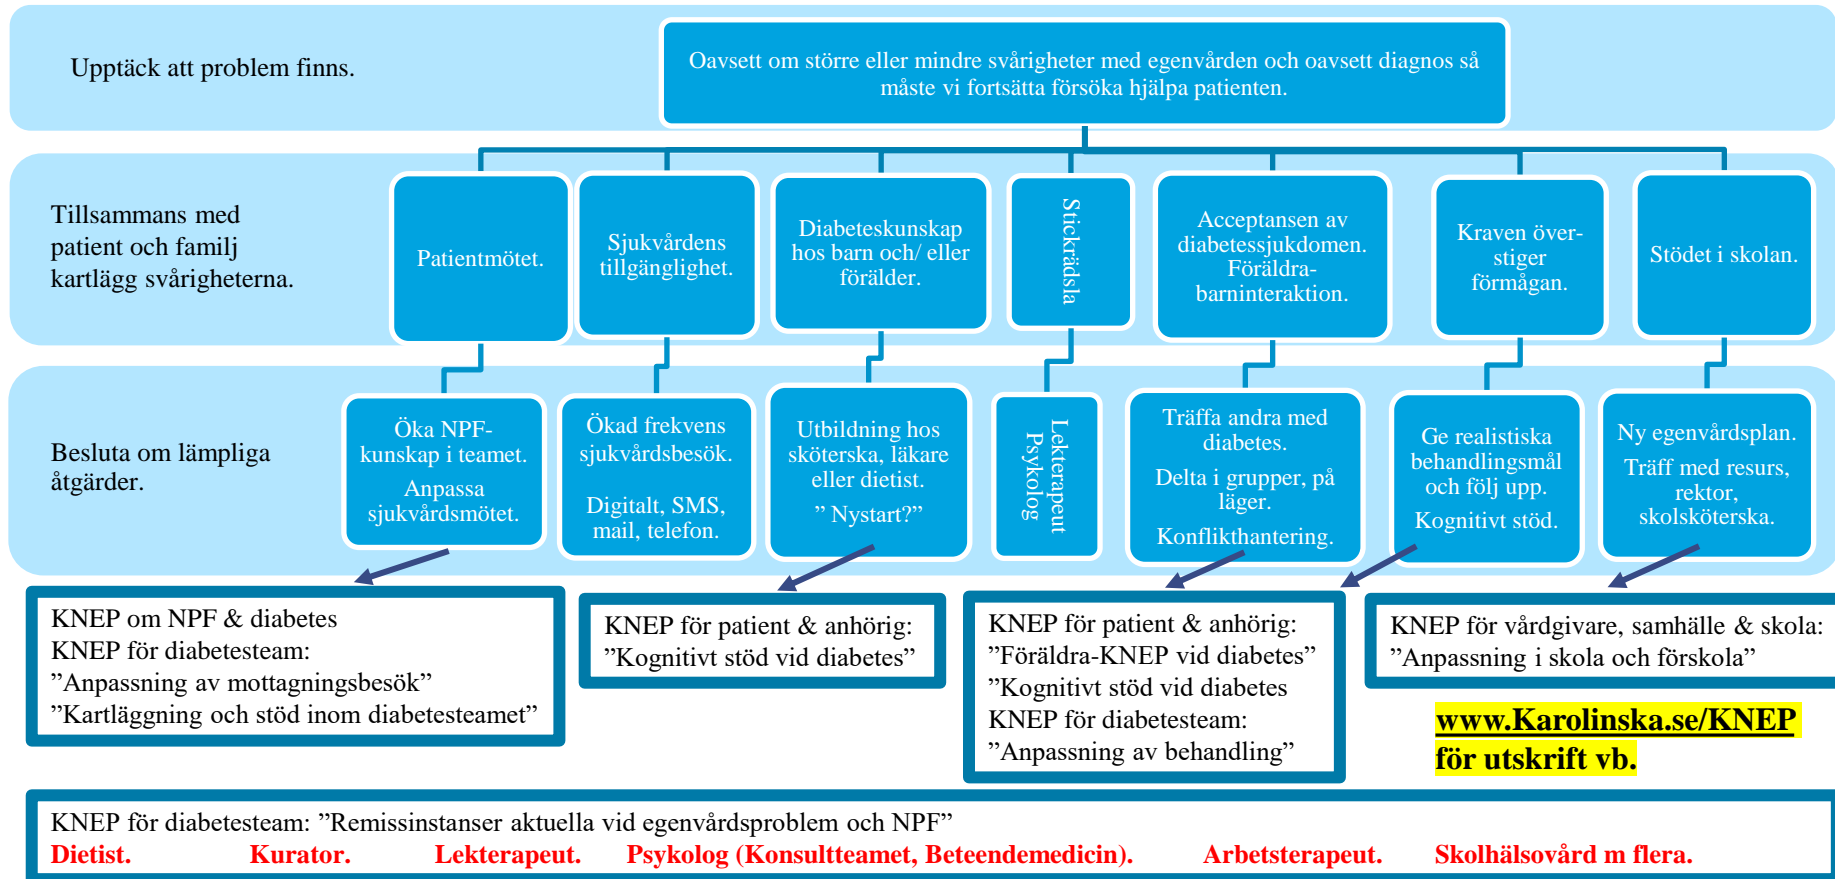 Upptäck att problem finns.
Oavsett om större eller mindre svårigheter med egenvården och oavsett diagnos så
måste vi fortsätta försöka hjälpa patienten.
Tillsammans med
patient och familj
kartlägg svårigheterna.
Patientmötet.
Sjukvårdens
tillgänglighet.
Diabeteskunskap
hos barn och/ eller
förälder.
Stickrädsla
Acceptansen av
diabetessjukdomen.
Föräldra-
barninteraktion.
Kraven över-
stiger
förmågan.
Stödet i skolan.
Besluta om lämpliga
åtgärder.
Öka NPF-
kunskap i teamet.
Anpassa
sjukvårdsmötet.
Ökad frekvens
sjukvårdsbesök.
Digitalt, SMS,
mail, telefon.
Utbildning hos
sköterska, läkare
eller dietist.
” Nystart?”
Lekterapeut
Psykolog
Träffa andra med
diabetes.
Delta i grupper, på
läger.
Konflikthantering.
Ge realistiska
behandlingsmål
och följ upp.
Kognitivt stöd.
Ny egenvårdsplan.
Träff med resurs,
rektor,
skolsköterska.
KNEP om NPF & diabetes
KNEP för diabetesteam:
”Anpassning av mottagningsbesök”
”Kartläggning och stöd inom diabetesteamet”
KNEP för patient & anhörig:
”Kognitivt stöd vid diabetes”
KNEP för patient & anhörig:
”Föräldra-KNEP vid diabetes”
”Kognitivt stöd vid diabetes
KNEP för diabetesteam:
”Anpassning av behandling”
KNEP för vårdgivare, samhälle & skola:
”Anpassning i skola och förskola”
www.Karolinska.se/KNEP
för utskrift vb.
KNEP för diabetesteam: ”Remissinstanser aktuella vid egenvårdsproblem och NPF”
Dietist. Kurator. Lekterapeut. Psykolog (Konsultteamet, Beteendemedicin). Arbetsterapeut. Skolhälsovård m flera.